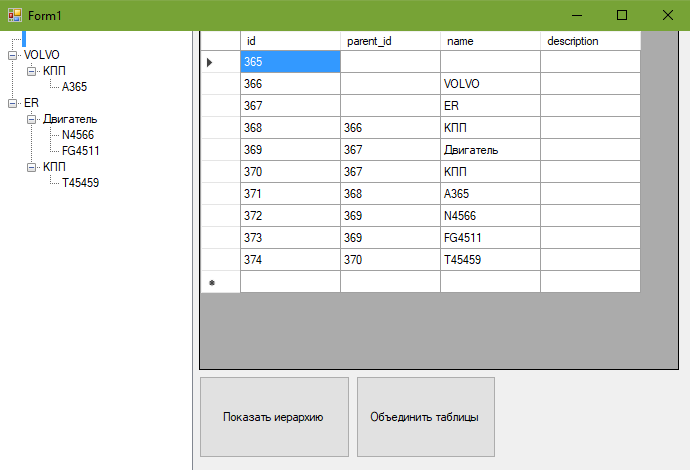 Form1
VOLVO
КПП
A365
ER
Двигатель
N4566
FG4511
КПП
T45459
id parent_id name description
365
366 VOLVO
367 ER
368 366 КПП
369 367 Двигатель
370 367 КПП
371 368 A365
372 369 N4566
373 369 FG4511
374 370 T45459
Показать иерархию
Объединить таблицы